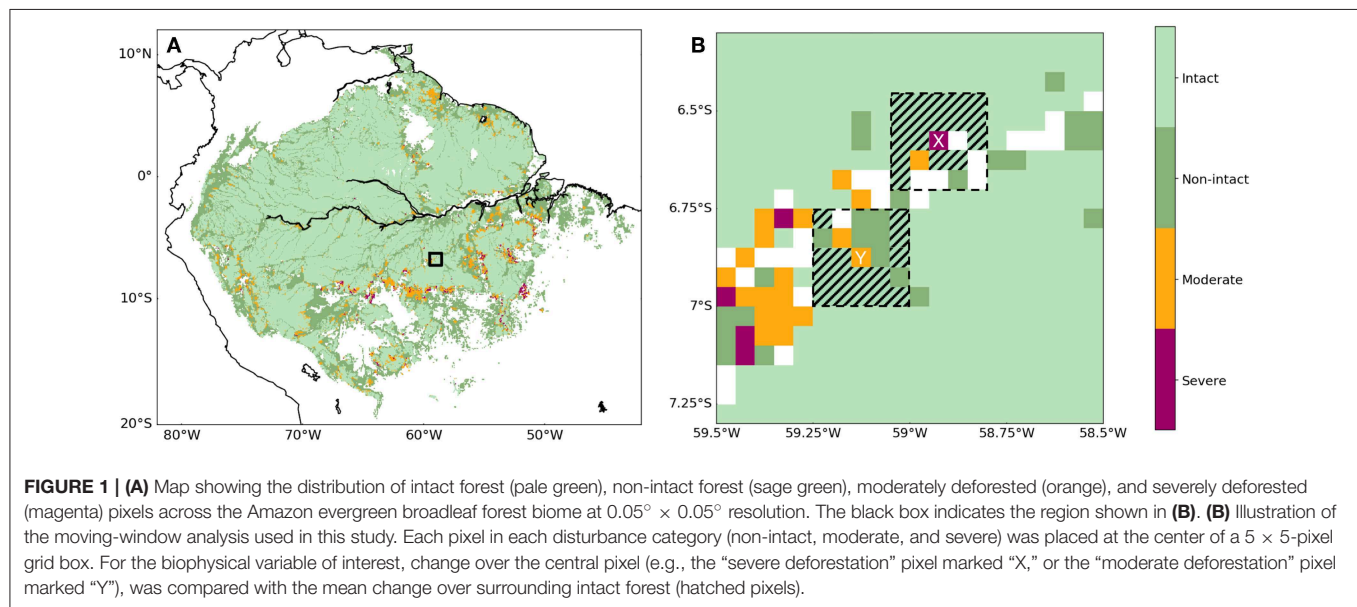 A
10°N
0°
10°S
20°S
80°W 70°W 60°W 50°W
B
6.5°S
6.75°S
7°S
7.25°S
59.5°W 59.25°W 59°W 58.75°W 58.5°W
X
Y
Intact
Non-intact
Moderate
Severe
FIGURE 1 | (A) Map showing the distribution of intact forest (pale green), non-intact forest (sage green), moderately deforested (orange), and severely deforested
(magenta) pixels across the Amazon evergreen broadleaf forest biome at 0.05° × 0.05° resolution. The black box indicates the region shown in (B). (B) Illustration of
the moving-window analysis used in this study. Each pixel in each disturbance category (non-intact, moderate, and severe) was placed at the center of a 5 × 5-pixel
grid box. For the biophysical variable of interest, change over the central pixel (e.g., the “severe deforestation” pixel marked “X,” or the “moderate deforestation” pixel
marked “Y”), was compared with the mean change over surrounding intact forest (hatched pixels).